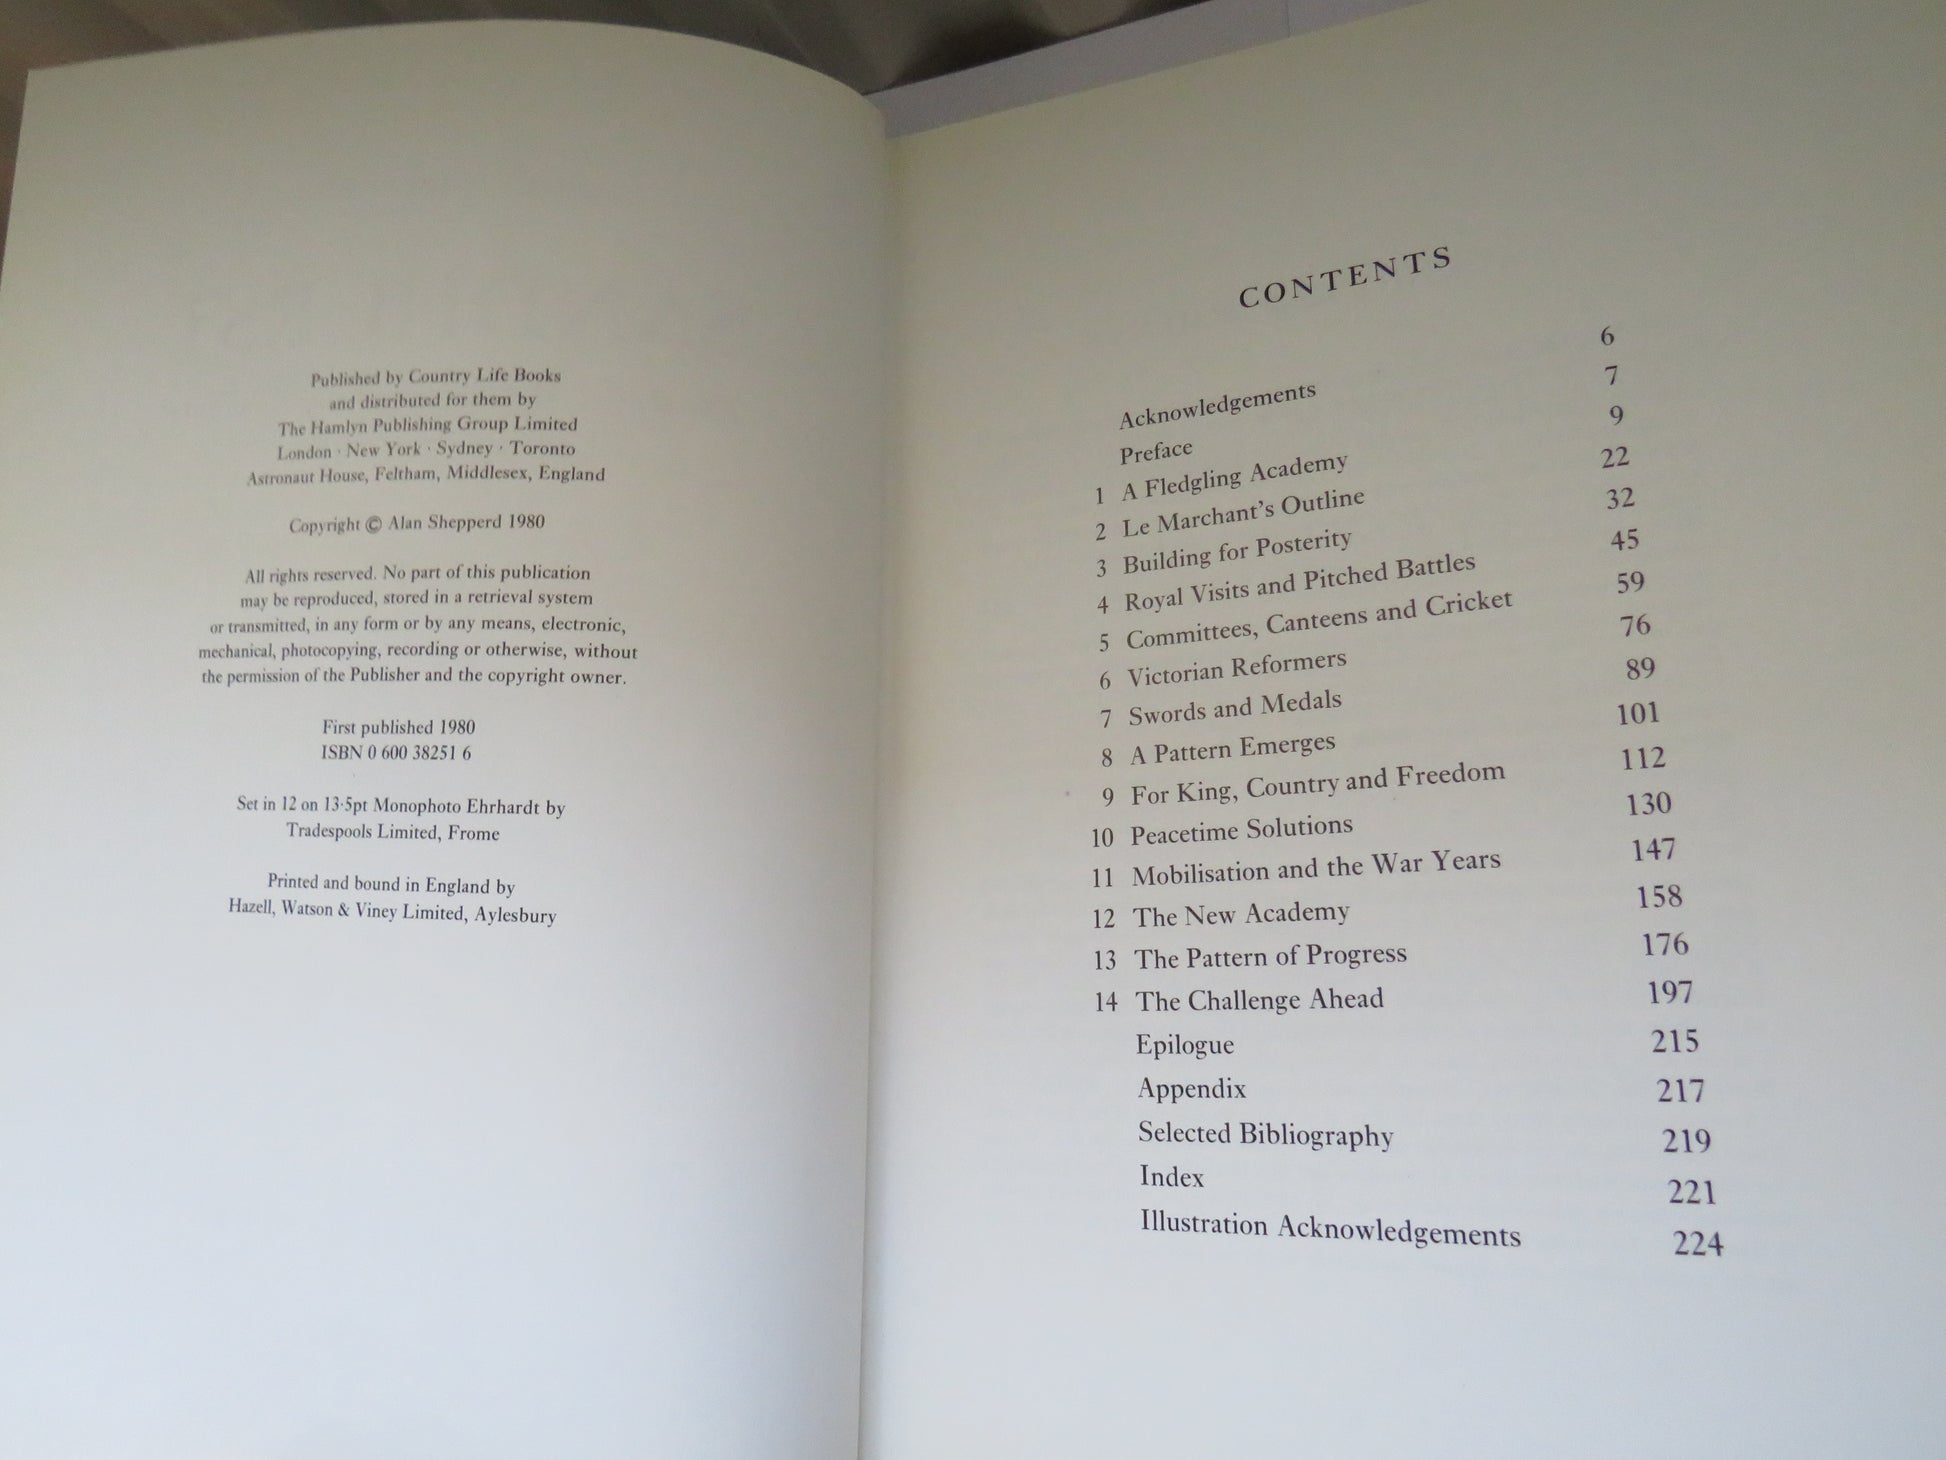 Published by Country Life Books
and distributed for them by
The Hamlyn Publishing Group Limited
London · New York · Sydney · Toronto
Astronaut House, Feltham, Middlesex, England
Copyright © Alan Shepperd 1980
All rights reserved. No part of this publication
may be reproduced, stored in a retrieval system
or transmitted, in any form or by any means, electronic,
mechanical, photocopying, recording or otherwise, without
the permission of the Publisher and the copyright owner.
First published 1980
ISBN 0 600 38251 6
Set in 12 on 13·5pt Monophoto Ehrhardt by
Tradespools Limited, Frome
Printed and bound in England by
Hazell, Watson & Viney Limited, Aylesbury
CONTENTS
Acknowledgements 6
Preface 7
1 A Fledgling Academy 9
2 Le Marchant's Outline 22
3 Building for Posterity 32
4 Royal Visits and Pitched Battles 45
5 Committees, Canteens and Cricket 59
6 Victorian Reformers 76
7 Swords and Medals 89
8 A Pattern Emerges 101
9 For King, Country and Freedom 112
10 Peacetime Solutions 130
11 Mobilisation and the War Years 147
12 The New Academy 158
13 The Pattern of Progress 176
14 The Challenge Ahead 197
Epilogue 215
Appendix 217
Selected Bibliography 219
Index 221
Illustration Acknowledgements 224